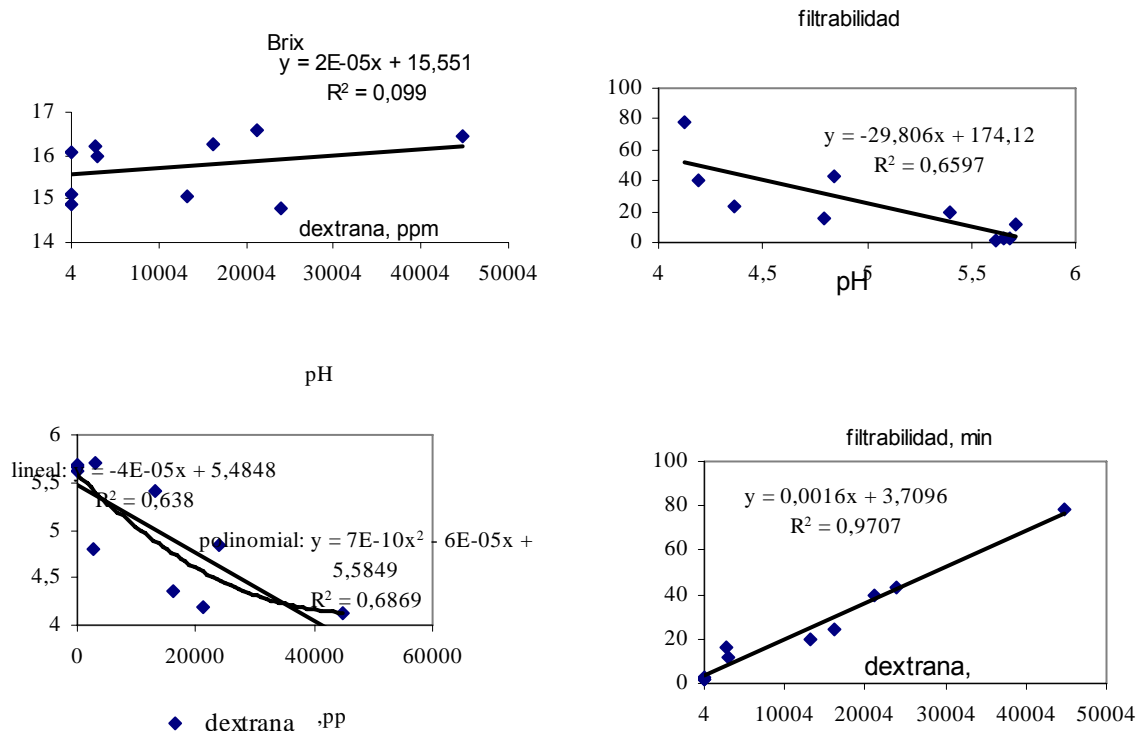 Brix
y = 2E-05x + 15,551
R² = 0,099
17
16
15
14
dextrana, ppm
4 10004 20004 30004 40004 50004
filtrabilidad
100
80
60
40
20
0
y = -29,806x + 174,12
R² = 0,6597
4 4,5 5 5,5 6
pH
pH
6
5,5
5
4,5
4
lineal: = -4E-05x + 5,4848
R² = 0,638
polinomial: y = 7E-10x² - 6E-05x +
5,5849
R² = 0,6869
0 20000 40000 60000
dextrana ,pp
filtrabilidad, min
100
80
60
40
20
0
y = 0,0016x + 3,7096
R² = 0,9707
dextrana,
4 10004 20004 30004 40004 50004